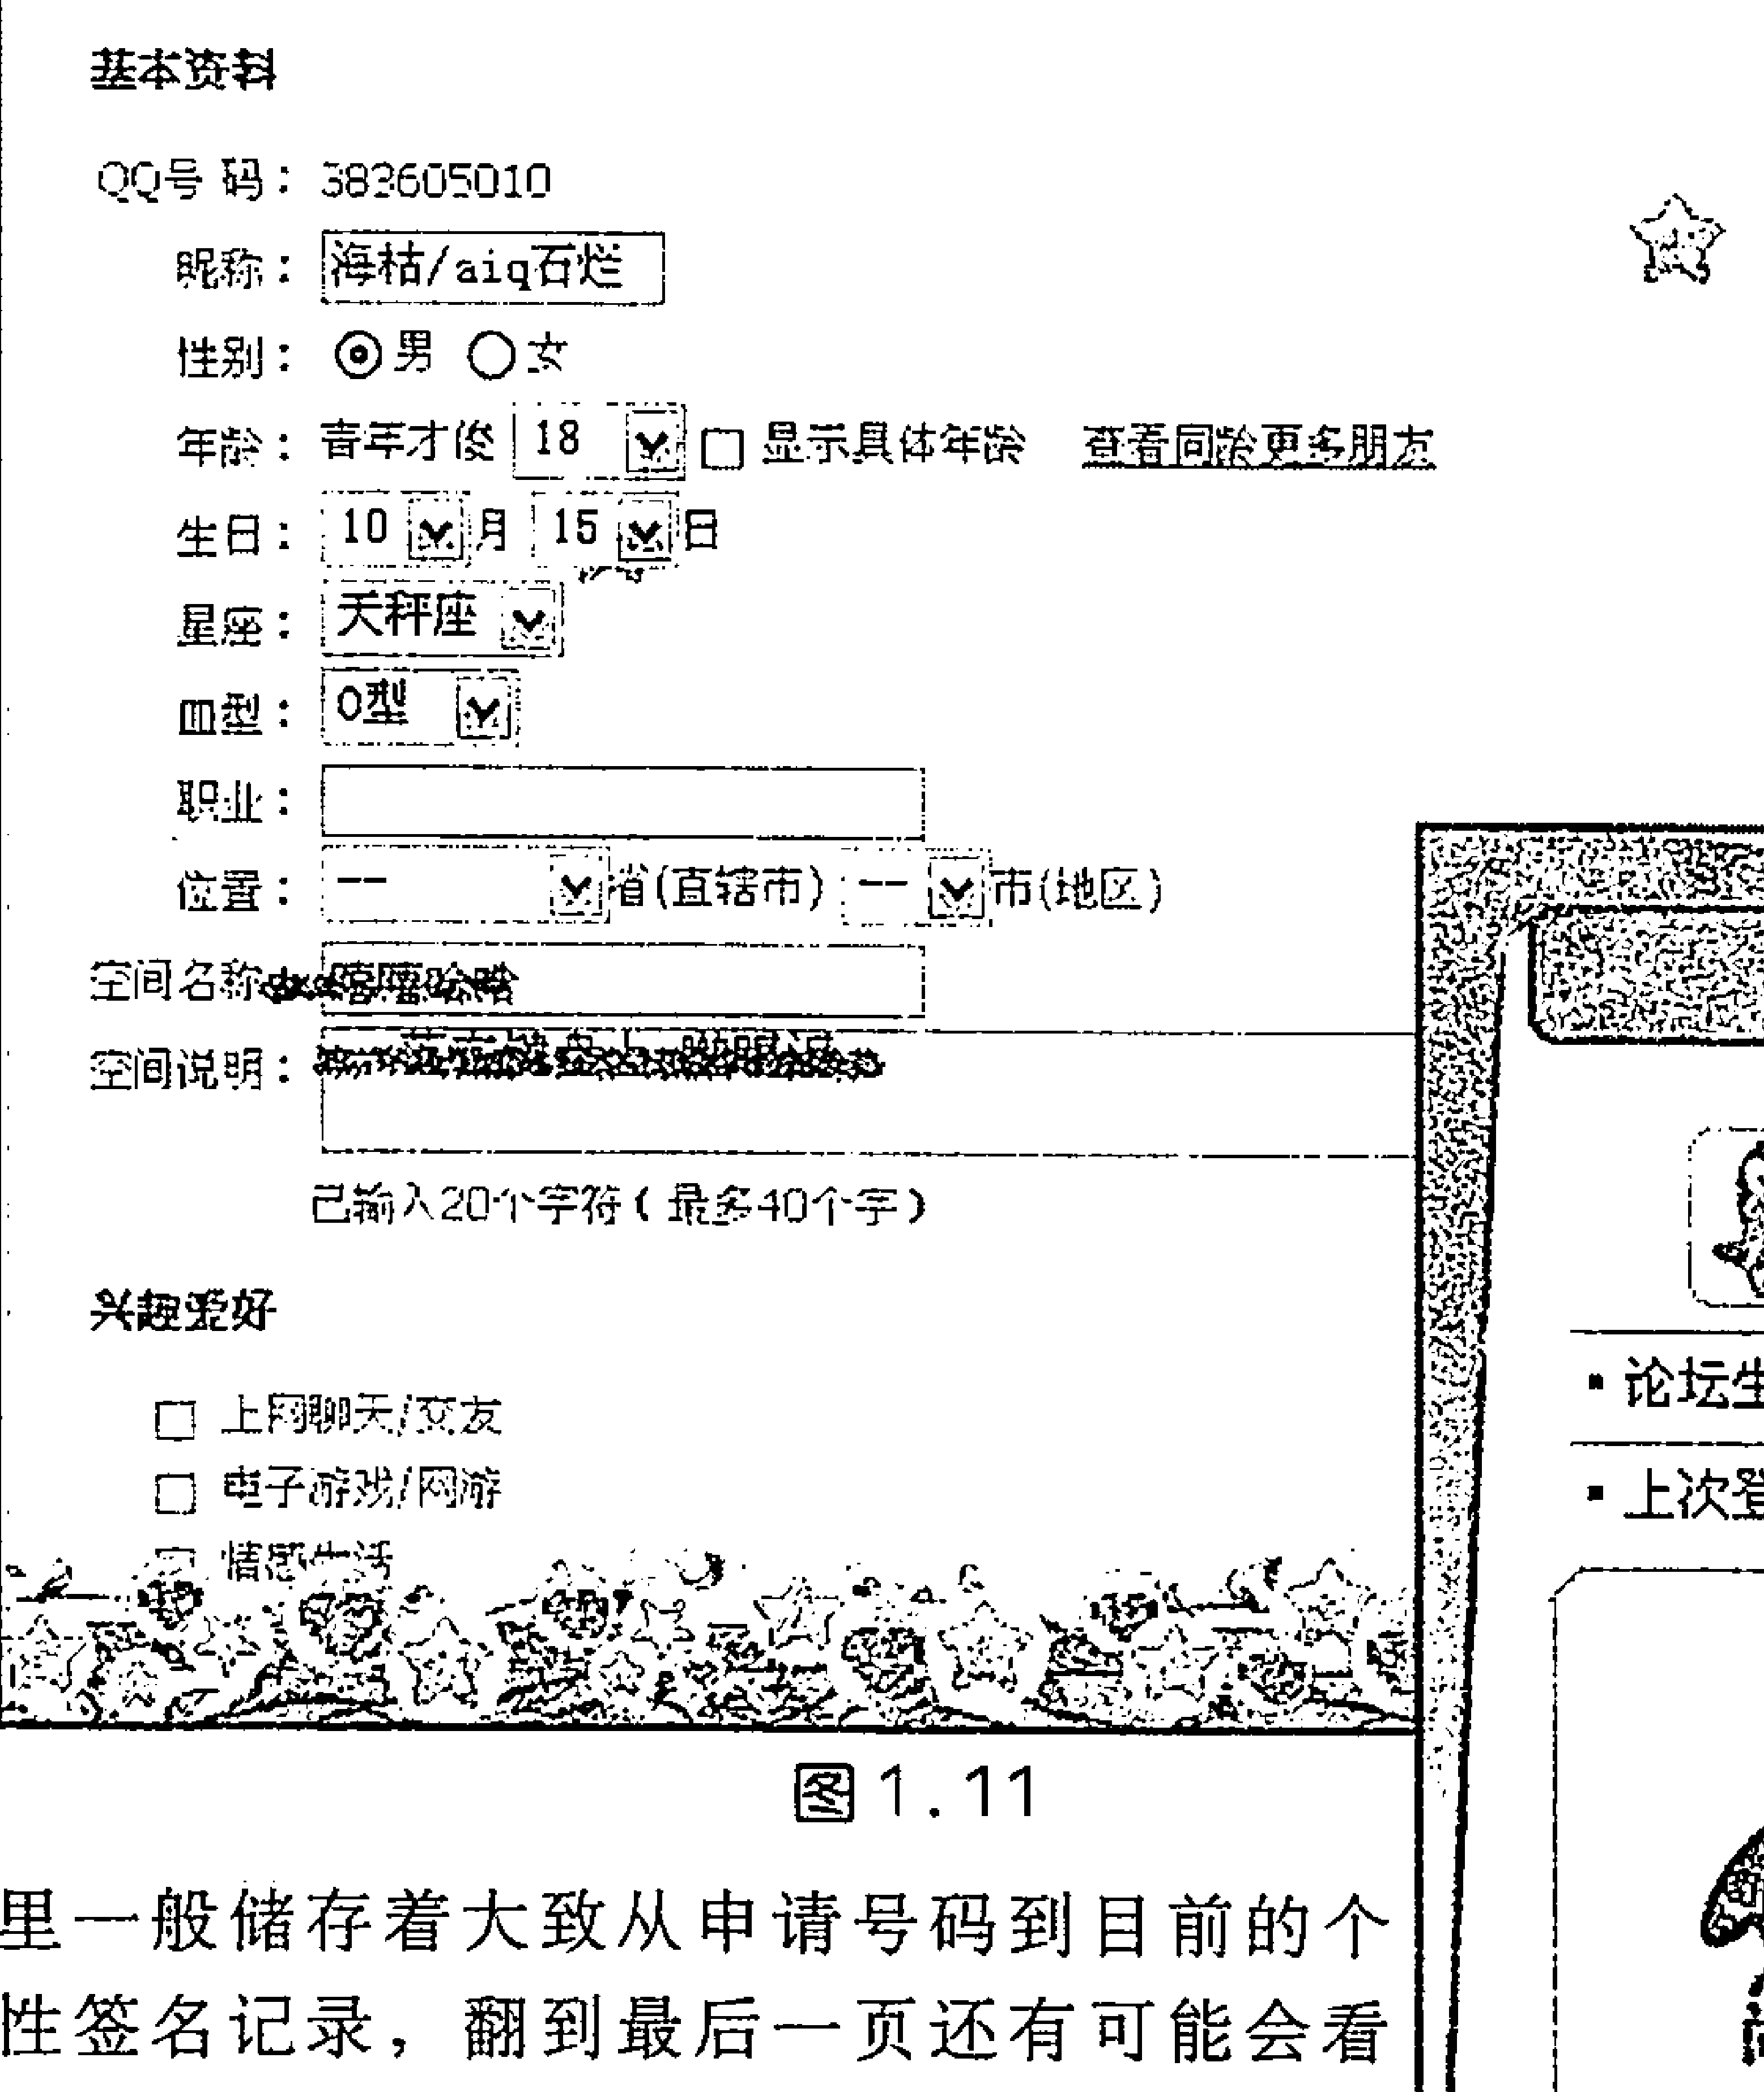 基本资料
QQ号 码：383605010
昵称：海枯/aiq石烂
性别：男 女
年龄：青年才俊 18 显示具体年龄 查看同龄更多朋友
生日：10 月 15 日
星座：天秤座
血型：O型
职业：
位置：-- 省(直辖市) -- 市(地区)
空间名称 嘻嘻哈哈
空间说明：
已输入20个字符(最多40个字)
兴趣爱好
上网聊天/交友
电子游戏/网游
情感生活
图1.11
里一般储存着大致从申请号码到目前的个
性签名记录，翻到最后一页还有可能会看
▪论坛生
▪上次登